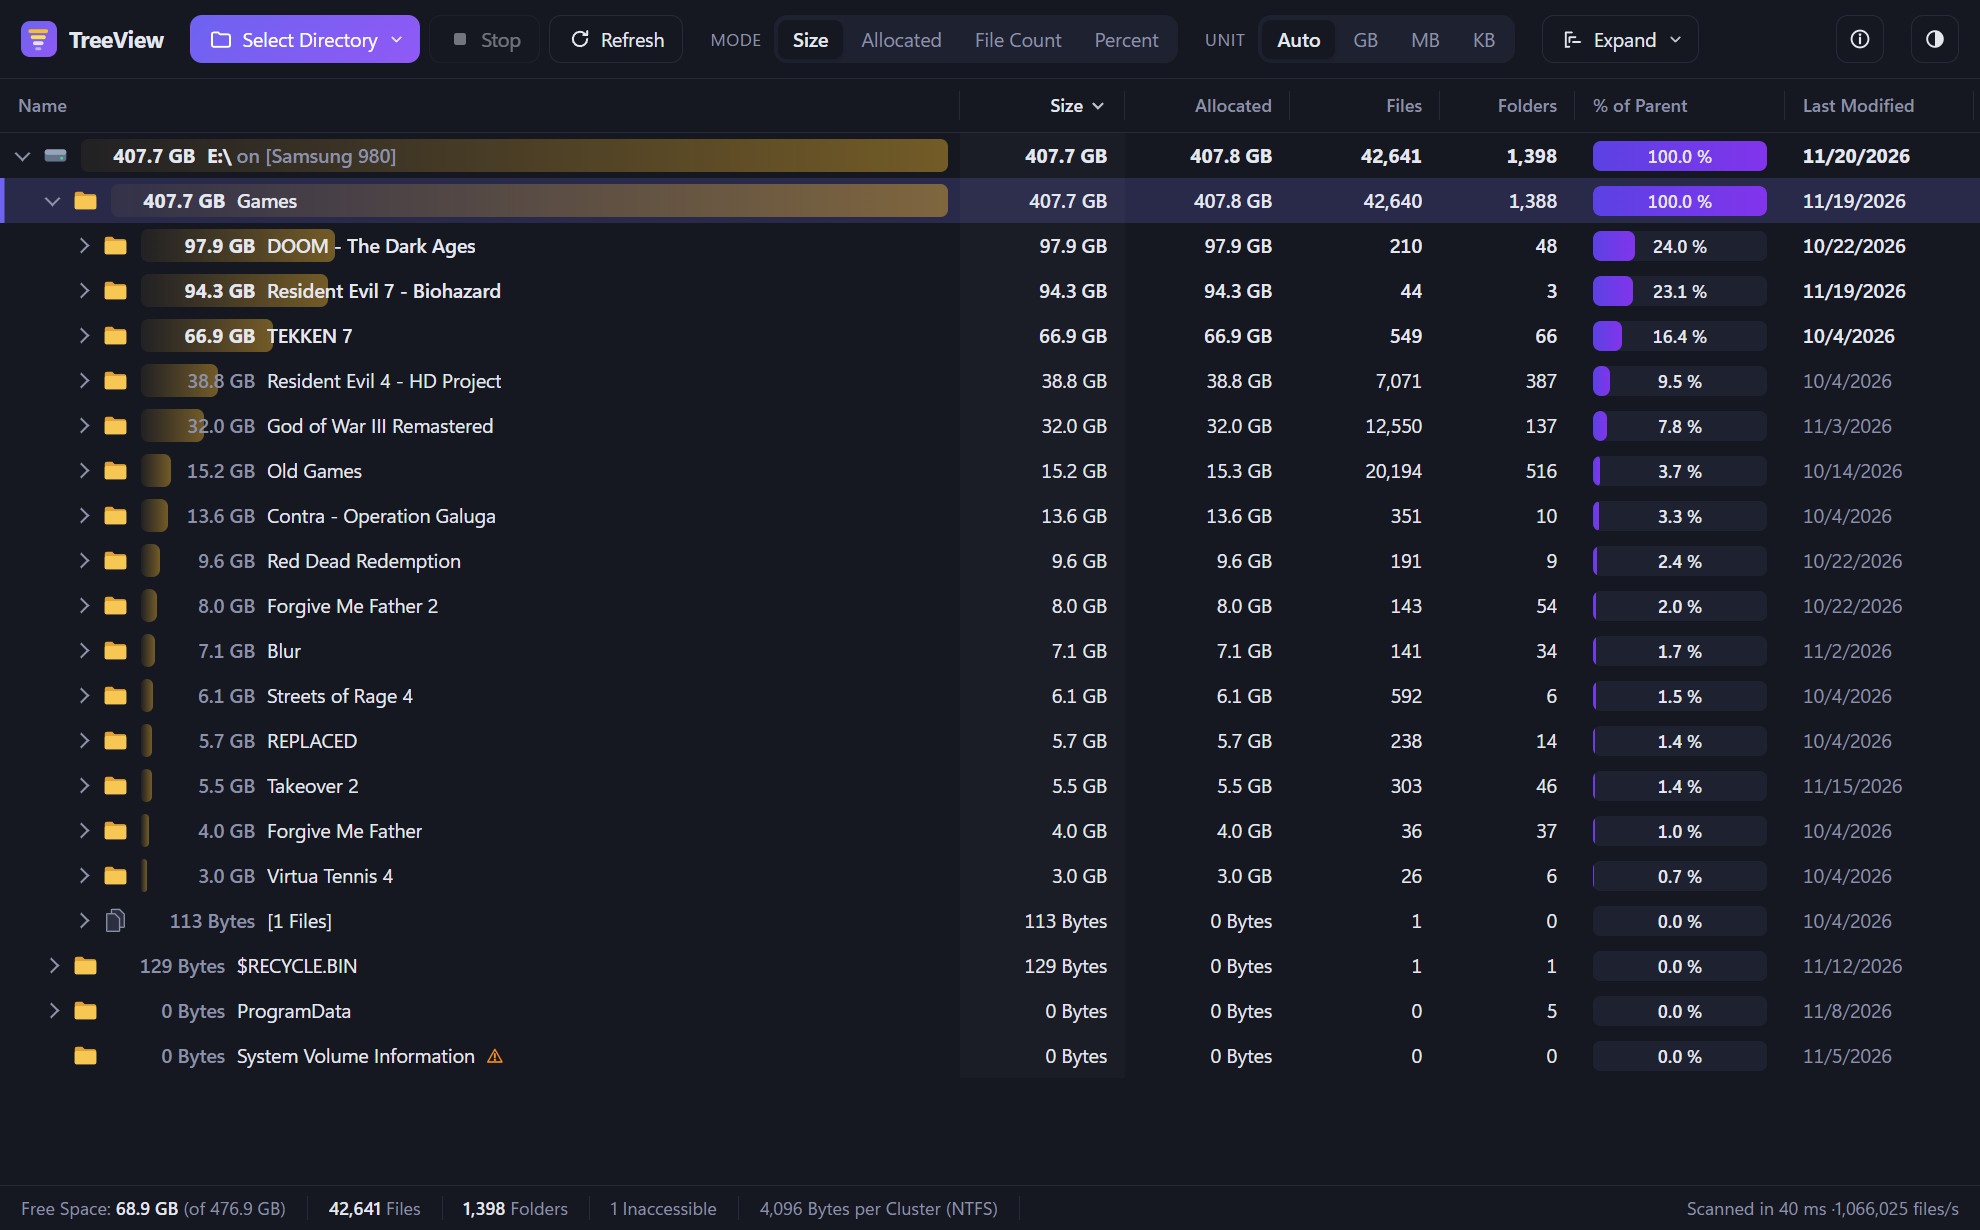 TreeView Select Directory Stop Refresh MODE Size Allocated File Count Percent UNIT Auto GB MB KB Expand
Name Size Allocated Files Folders % of Parent Last Modified
407.7 GB E:\ on [Samsung 980] 407.7 GB 407.8 GB 42,641 1,398 100.0 % 11/20/2026
407.7 GB Games 407.7 GB 407.8 GB 42,640 1,388 100.0 % 11/19/2026
97.9 GB DOOM - The Dark Ages 97.9 GB 97.9 GB 210 48 24.0 % 10/22/2026
94.3 GB Resident Evil 7 - Biohazard 94.3 GB 94.3 GB 44 3 23.1 % 11/19/2026
66.9 GB TEKKEN 7 66.9 GB 66.9 GB 549 66 16.4 % 10/4/2026
38.8 GB Resident Evil 4 - HD Project 38.8 GB 38.8 GB 7,071 387 9.5 % 10/4/2026
32.0 GB God of War III Remastered 32.0 GB 32.0 GB 12,550 137 7.8 % 11/3/2026
15.2 GB Old Games 15.2 GB 15.3 GB 20,194 516 3.7 % 10/14/2026
13.6 GB Contra - Operation Galuga 13.6 GB 13.6 GB 351 10 3.3 % 10/4/2026
9.6 GB Red Dead Redemption 9.6 GB 9.6 GB 191 9 2.4 % 10/22/2026
8.0 GB Forgive Me Father 2 8.0 GB 8.0 GB 143 54 2.0 % 10/22/2026
7.1 GB Blur 7.1 GB 7.1 GB 141 34 1.7 % 11/2/2026
6.1 GB Streets of Rage 4 6.1 GB 6.1 GB 592 6 1.5 % 10/4/2026
5.7 GB REPLACED 5.7 GB 5.7 GB 238 14 1.4 % 10/4/2026
5.5 GB Takeover 2 5.5 GB 5.5 GB 303 46 1.4 % 11/15/2026
4.0 GB Forgive Me Father 4.0 GB 4.0 GB 36 37 1.0 % 10/4/2026
3.0 GB Virtua Tennis 4 3.0 GB 3.0 GB 26 6 0.7 % 10/4/2026
113 Bytes [1 Files] 113 Bytes 0 Bytes 1 0 0.0 % 10/4/2026
129 Bytes $RECYCLE.BIN 129 Bytes 0 Bytes 1 1 0.0 % 11/12/2026
0 Bytes ProgramData 0 Bytes 0 Bytes 0 5 0.0 % 11/8/2026
0 Bytes System Volume Information 0 Bytes 0 Bytes 0 0 0.0 % 11/5/2026
Free Space: 68.9 GB (of 476.9 GB) 42,641 Files 1,398 Folders 1 Inaccessible 4,096 Bytes per Cluster (NTFS) Scanned in 40 ms ·1,066,025 files/s